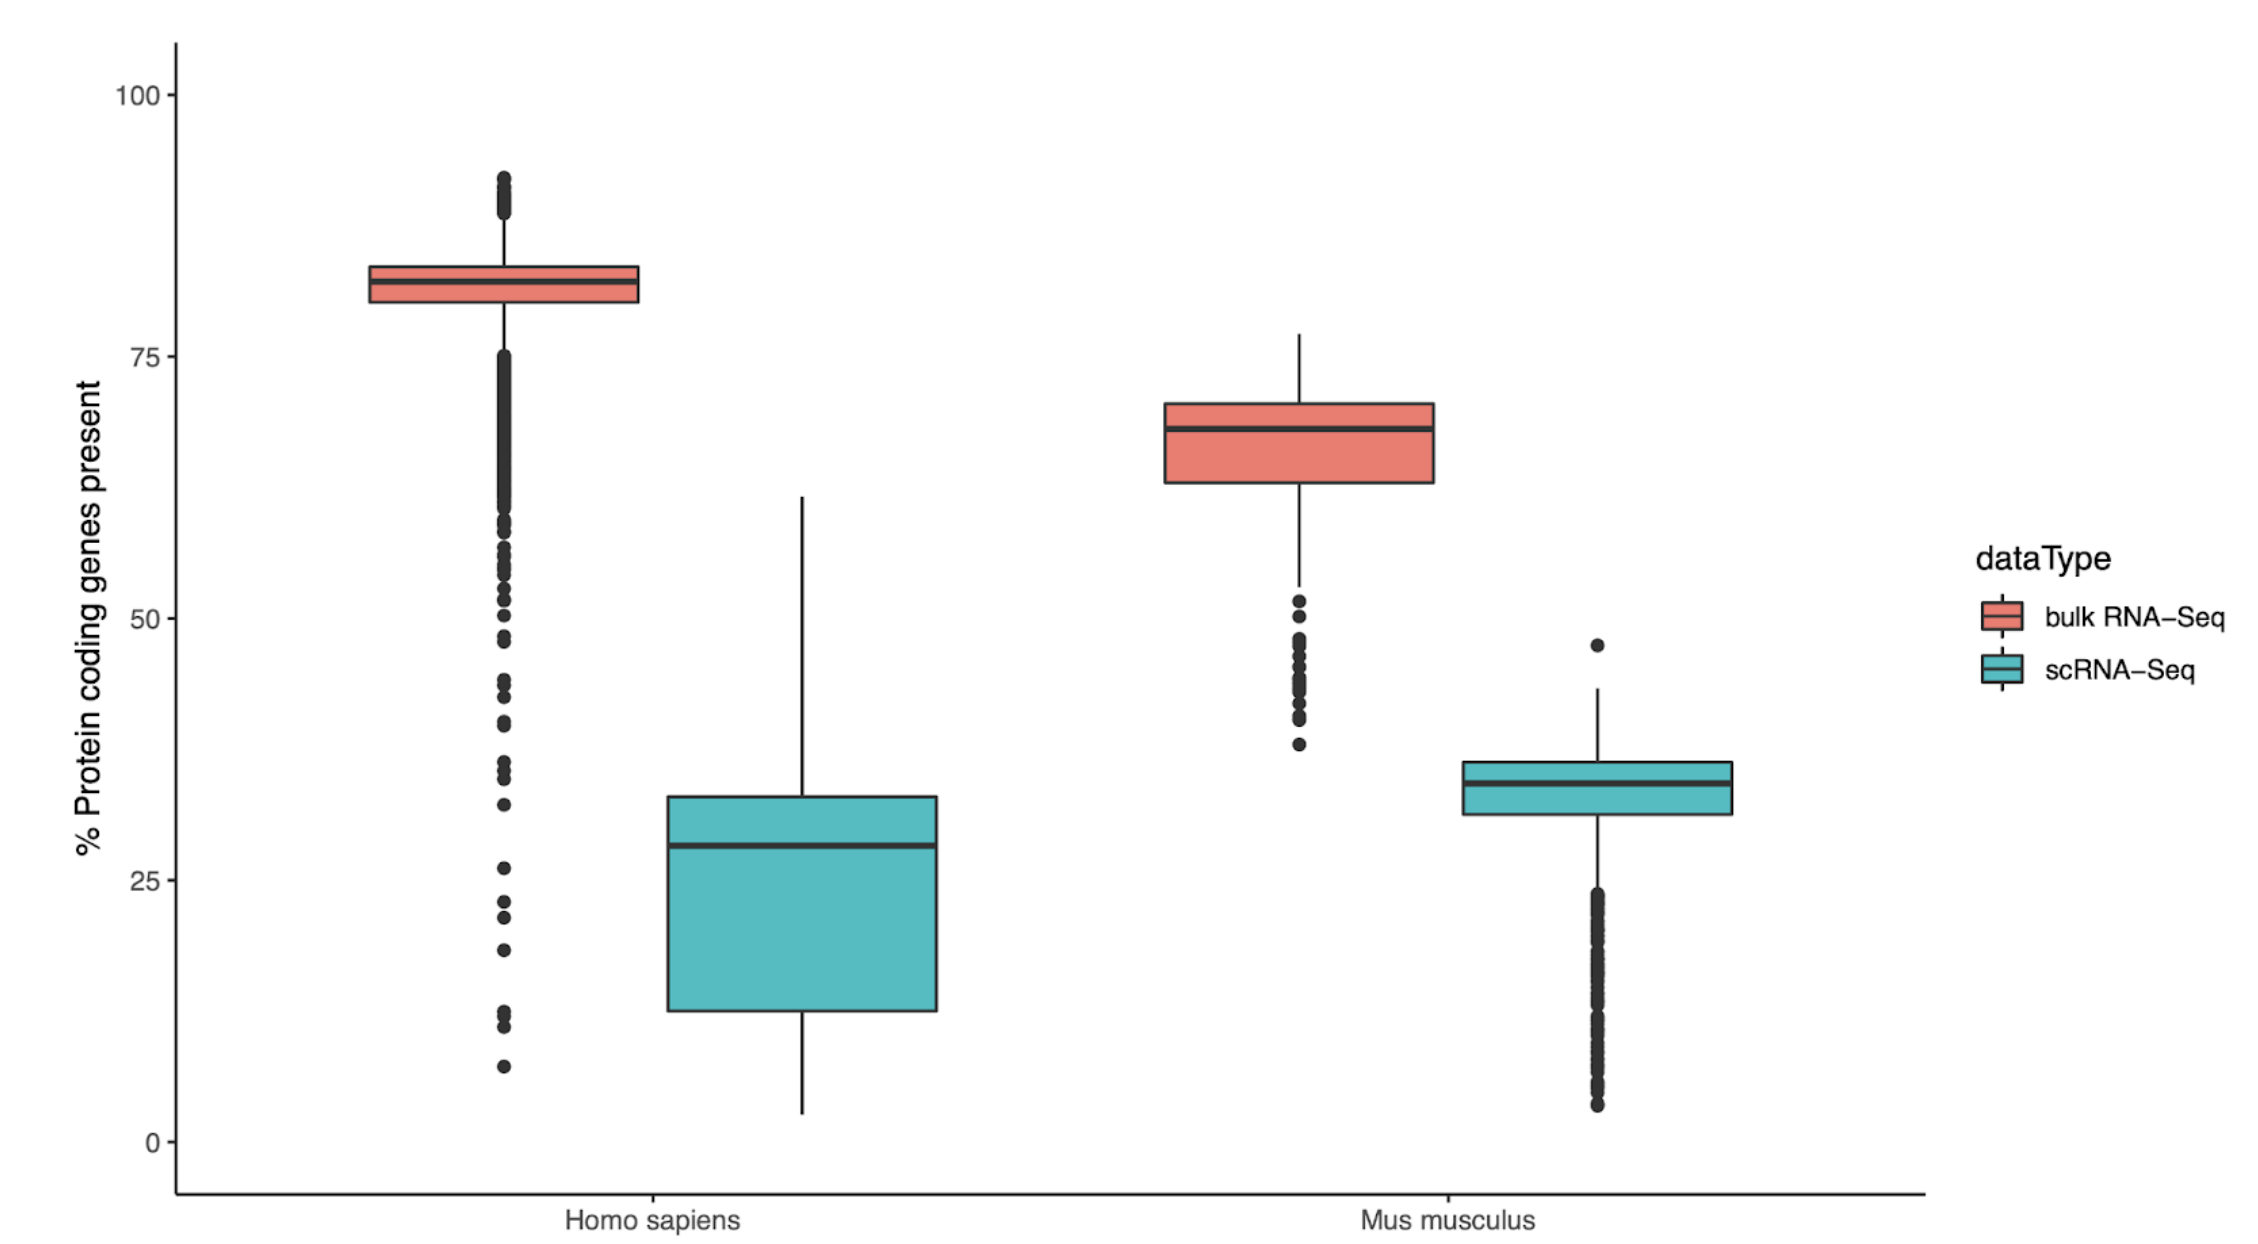 % Protein coding genes present
100
75
50
25
0
Homo sapiens
Mus musculus
dataType
bulk RNA−Seq
scRNA−Seq